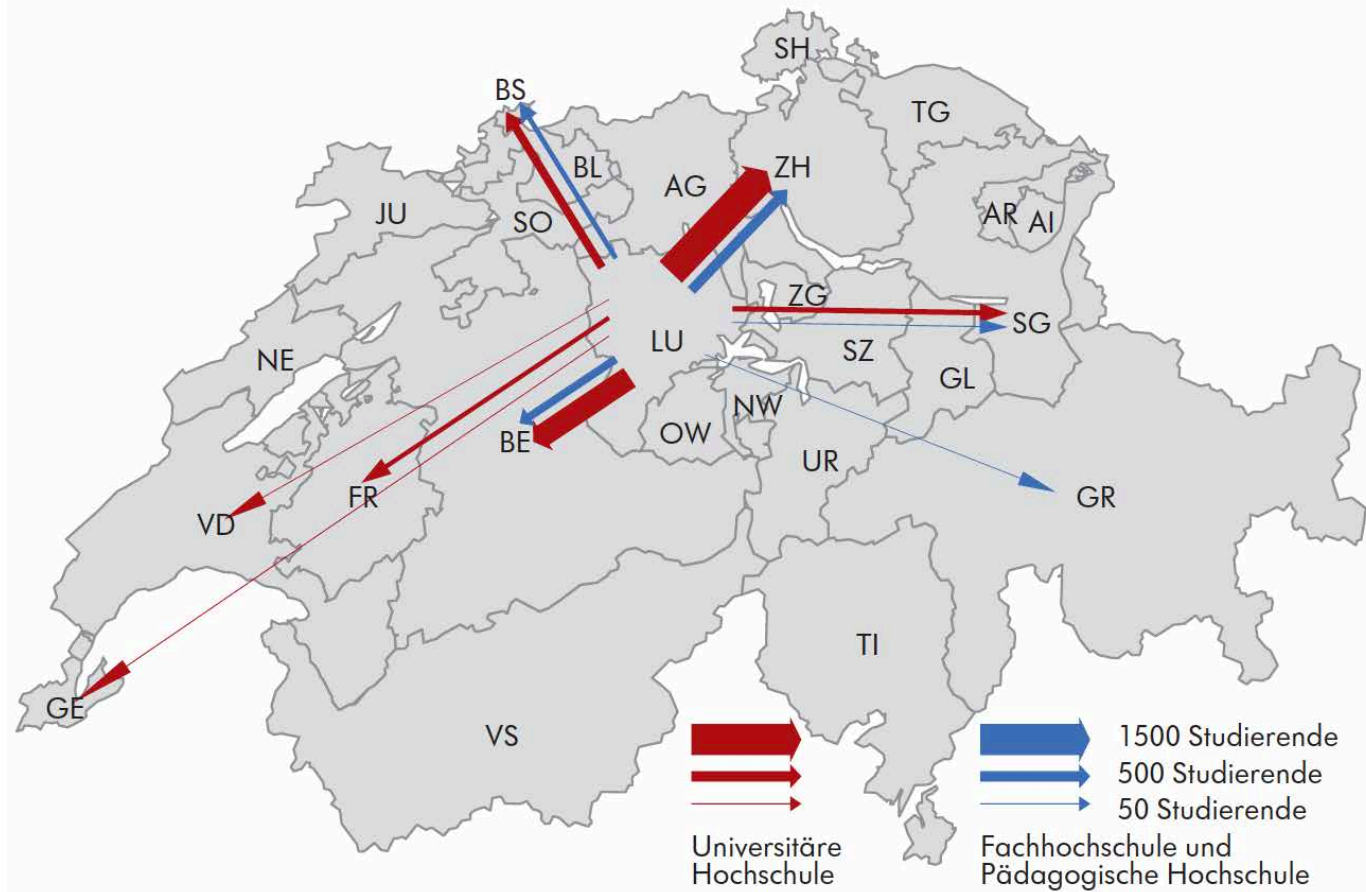 SH
BS
TG
BL
ZH
AG
JU
AR
AI
SO
ZG
SG
LU
SZ
NE
GL
NW
BE
OW
UR
FR
GR
VD
TI
GE
VS
1500 Studierende
500 Studierende
50 Studierende
Universitäre
Hochschule
Fachhochschule und
Pädagogische Hochschule